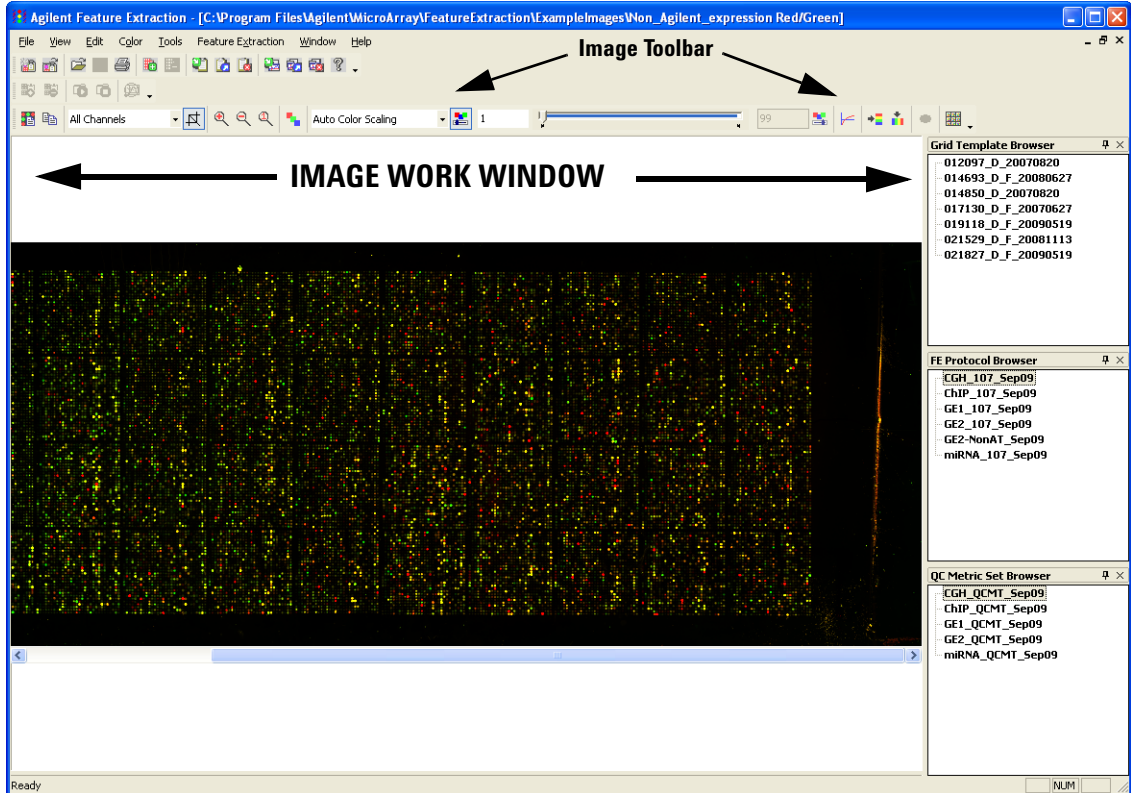 Agilent Feature Extraction - [C:\Program Files\Agilent\MicroArray\FeatureExtraction\ExampleImages\Non_Agilent_expression Red/Green]
File View Edit Color Tools Feature Extraction Window Help
Image Toolbar
All Channels Auto Color Scaling 1 99
IMAGE WORK WINDOW
Grid Template Browser
012097_D_20070820
014693_D_F_20080627
014850_D_20070820
017130_D_F_20070627
019118_D_F_20090519
021529_D_F_20081113
021827_D_F_20090519
FE Protocol Browser
CGH_107_Sep09
ChIP_107_Sep09
GE1_107_Sep09
GE2_107_Sep09
GE2-NonAT_Sep09
miRNA_107_Sep09
QC Metric Set Browser
CGH_QCMT_Sep09
ChIP_QCMT_Sep09
GE1_QCMT_Sep09
GE2_QCMT_Sep09
miRNA_QCMT_Sep09
Ready NUM